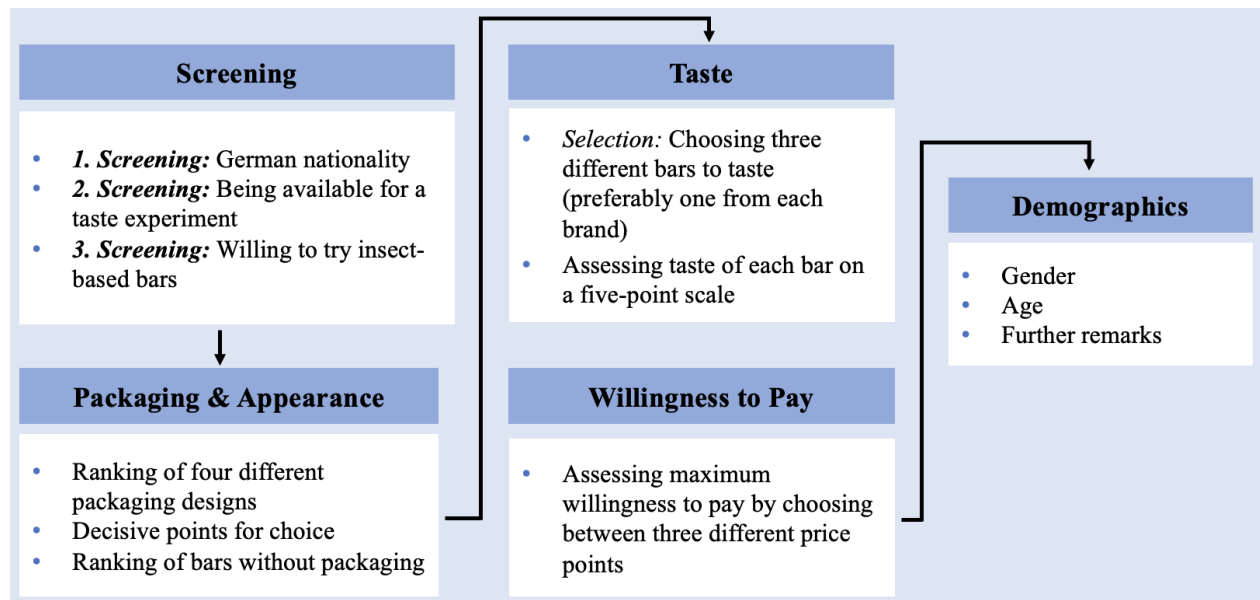 Screening
• 1. Screening: German nationality
• 2. Screening: Being available for a
taste experiment
• 3. Screening: Willing to try insect-
based bars
Packaging & Appearance
• Ranking of four different
packaging designs
• Decisive points for choice
• Ranking of bars without packaging
Taste
• Selection: Choosing three
different bars to taste
(preferably one from each
brand)
• Assessing taste of each bar on
a five-point scale
Willingness to Pay
• Assessing maximum
willingness to pay by choosing
between three different price
points
Demographics
• Gender
• Age
• Further remarks